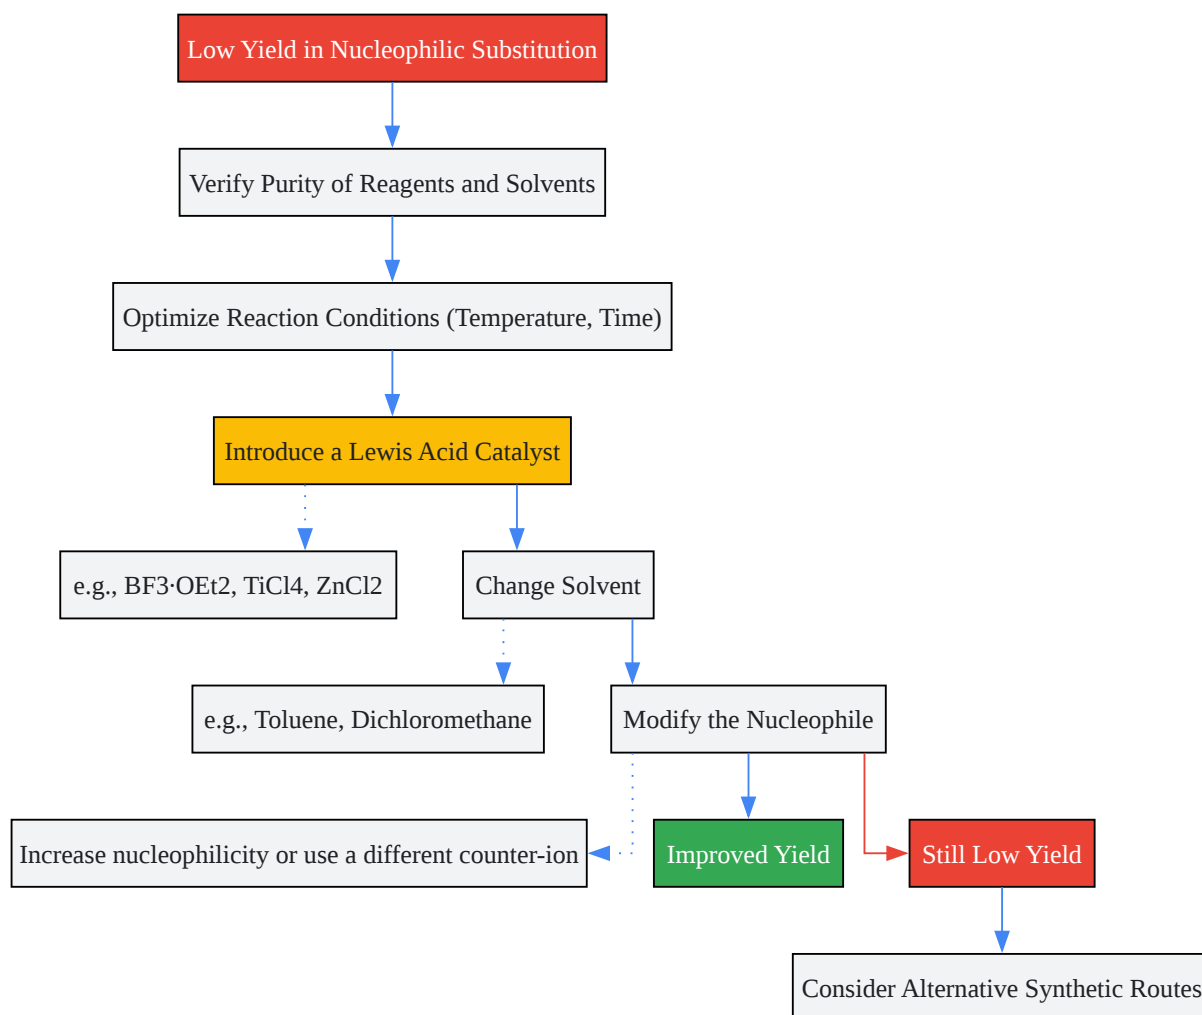 Low Yield in Nucleophilic Substitution
Verify Purity of Reagents and Solvents
Optimize Reaction Conditions (Temperature, Time)
Introduce a Lewis Acid Catalyst
e.g., BF3·OEt2, TiCl4, ZnCl2
Change Solvent
e.g., Toluene, Dichloromethane
Modify the Nucleophile
Increase nucleophilicity or use a different counter-ion
Improved Yield
Still Low Yield
Consider Alternative Synthetic Routes